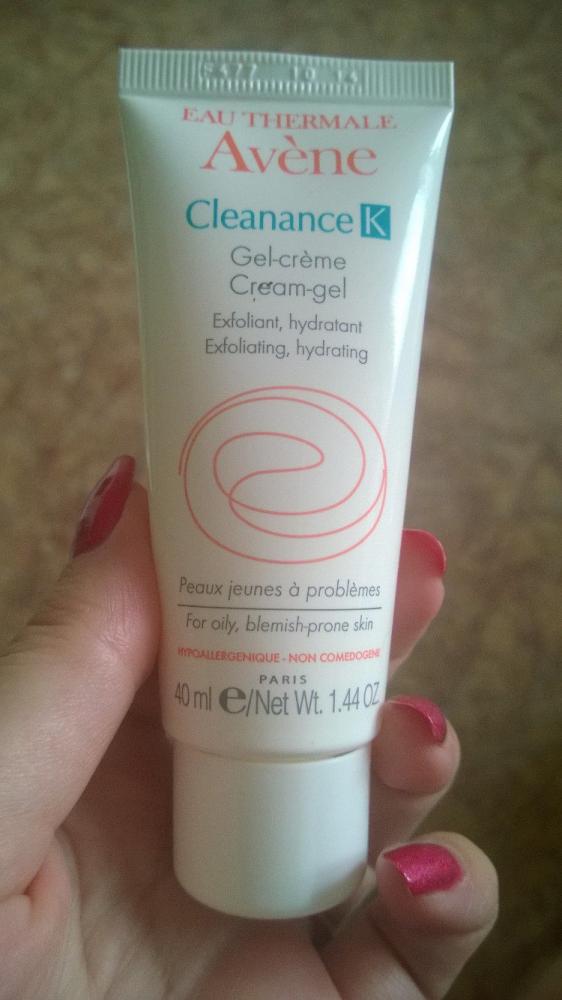 EAU THERMALE
Avène
Cleanance K
Gel-crème
Cream-gel
Exfoliant, hydratant
Exfoliating, hydrating
Peaux jeunes à problèmes
For oily, blemish-prone skin
HYPOALLERGENIQUE - NON COMEDOGENE
PARIS
40 ml e/Net Wt. 1.44 OZ